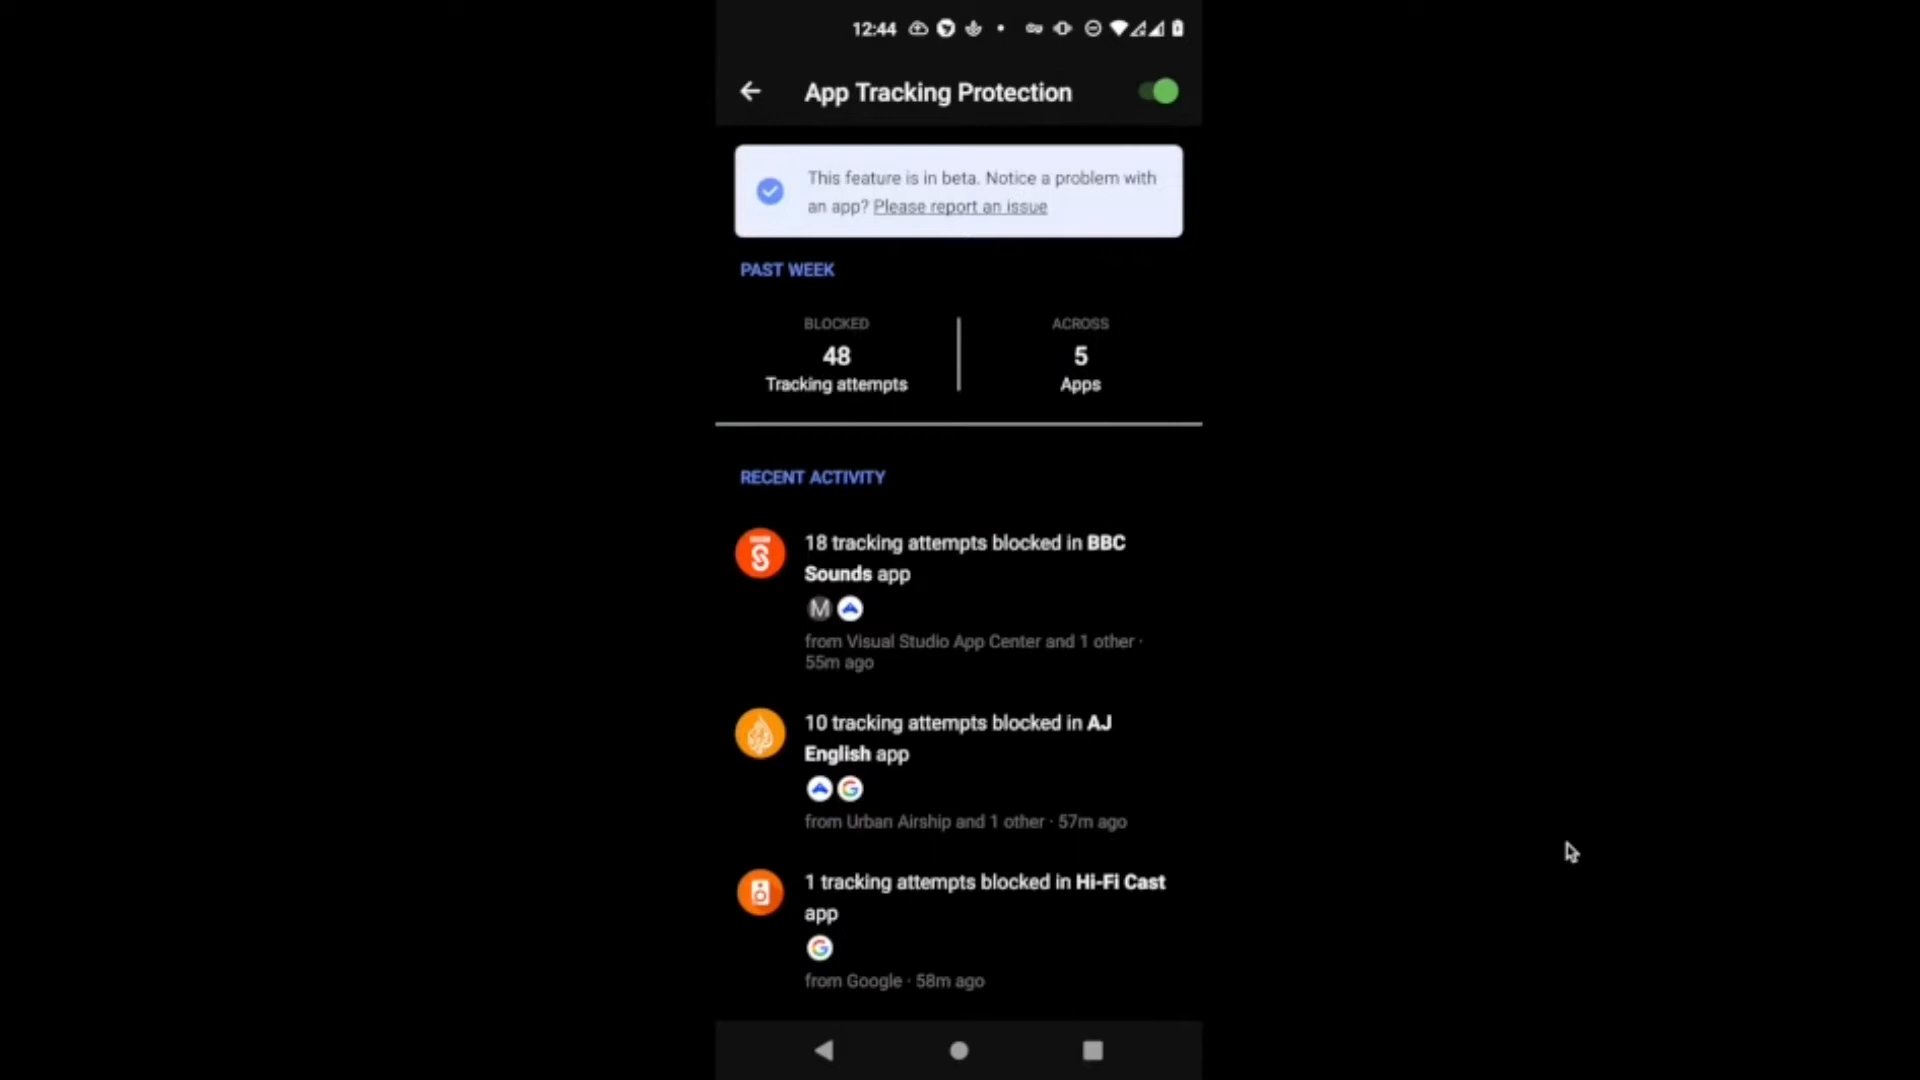 12:44
App Tracking Protection
This feature is in beta. Notice a problem with
an app? Please report an issue
PAST WEEK
BLOCKED
48
Tracking attempts
ACROSS
5
Apps
RECENT ACTIVITY
18 tracking attempts blocked in BBC
Sounds app
M
from Visual Studio App Center and 1 other ·
55m ago
10 tracking attempts blocked in AJ
English app
G
from Urban Airship and 1 other · 57m ago
1 tracking attempts blocked in Hi-Fi Cast
app
G
from Google · 58m ago